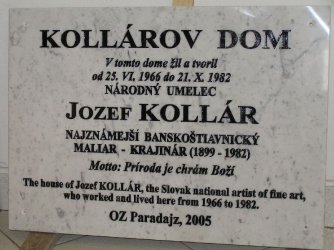 KOLLÁROV DOM
V tomto dome žil a tvoril
od 25. VI. 1966 do 21. X. 1982
NÁRODNÝ UMELEC
JOZEF KOLLÁR
NAJZNÁMEJŠÍ BANSKOŠTIAVNICKÝ
MALIAR - KRAJINÁR (1899 - 1982)
Motto: Príroda je chrám Boží
The house of Jozef KOLLÁR, the Slovak national artist of fine art,
who worked and lived here from 1966 to 1982.
OZ Paradajz, 2005